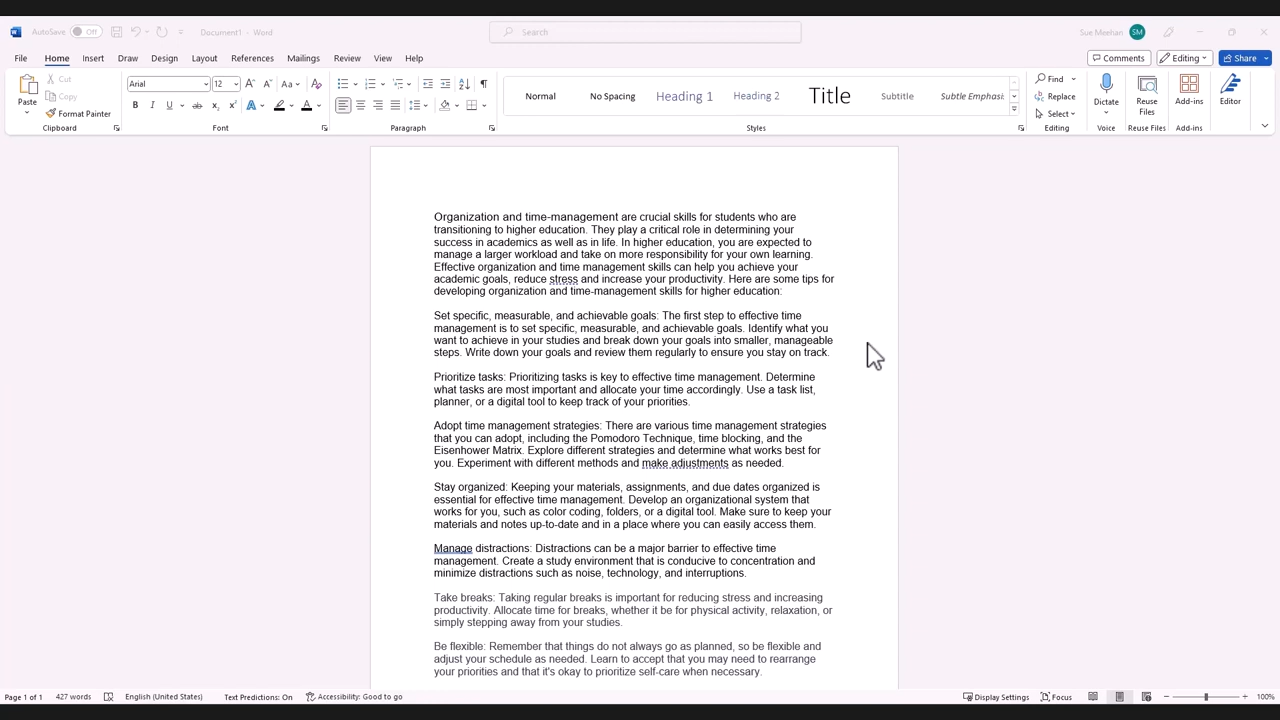 AutoSave Off Document1 - Word Search Sue Meehan SM
File Home Insert Draw Design Layout References Mailings Review View Help Comments Editing Share
Paste Cut Copy Format Painter Clipboard
Arial 12 Font
Paragraph
Normal No Spacing Heading 1 Heading 2 Title Subtitle Subtle Emphasis Styles
Find Replace Select Editing
Dictate Voice
Reuse Files Reuse Files
Add-ins Add-ins
Editor
Organization and time-management are crucial skills for students who are
transitioning to higher education. They play a critical role in determining your
success in academics as well as in life. In higher education, you are expected to
manage a larger workload and take on more responsibility for your own learning.
Effective organization and time management skills can help you achieve your
academic goals, reduce stress and increase your productivity. Here are some tips for
developing organization and time-management skills for higher education:
Set specific, measurable, and achievable goals: The first step to effective time
management is to set specific, measurable, and achievable goals. Identify what you
want to achieve in your studies and break down your goals into smaller, manageable
steps. Write down your goals and review them regularly to ensure you stay on track.
Prioritize tasks: Prioritizing tasks is key to effective time management. Determine
what tasks are most important and allocate your time accordingly. Use a task list,
planner, or a digital tool to keep track of your priorities.
Adopt time management strategies: There are various time management strategies
that you can adopt, including the Pomodoro Technique, time blocking, and the
Eisenhower Matrix. Explore different strategies and determine what works best for
you. Experiment with different methods and make adjustments as needed.
Stay organized: Keeping your materials, assignments, and due dates organized is
essential for effective time management. Develop an organizational system that
works for you, such as color coding, folders, or a digital tool. Make sure to keep your
materials and notes up-to-date and in a place where you can easily access them.
Manage distractions: Distractions can be a major barrier to effective time
management. Create a study environment that is conducive to concentration and
minimize distractions such as noise, technology, and interruptions.
Take breaks: Taking regular breaks is important for reducing stress and increasing
productivity. Allocate time for breaks, whether it be for physical activity, relaxation, or
simply stepping away from your studies.
Be flexible: Remember that things do not always go as planned, so be flexible and
adjust your schedule as needed. Learn to accept that you may need to rearrange
your priorities and that it's okay to prioritize self-care when necessary.
Page 1 of 1 427 words English (United States) Text Predictions: On Accessibility: Good to go Display Settings Focus 100%